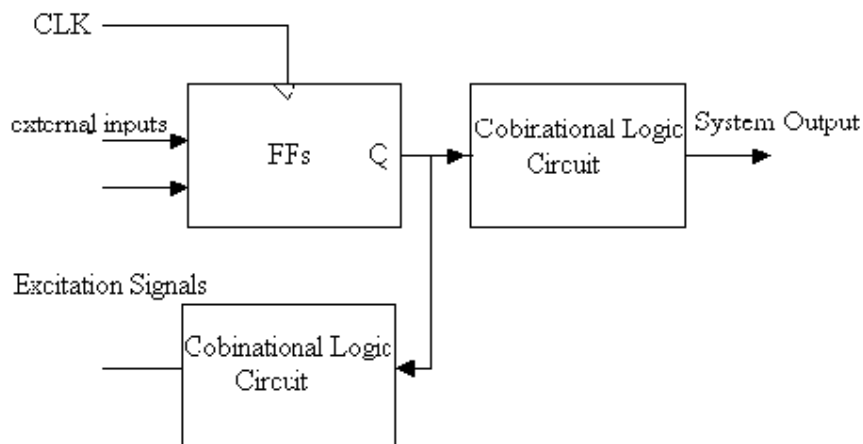 CLK
external inputs
FFs
Q
Cobinational Logic
Circuit
System Output
Excitation Signals
Cobinational Logic
Circuit